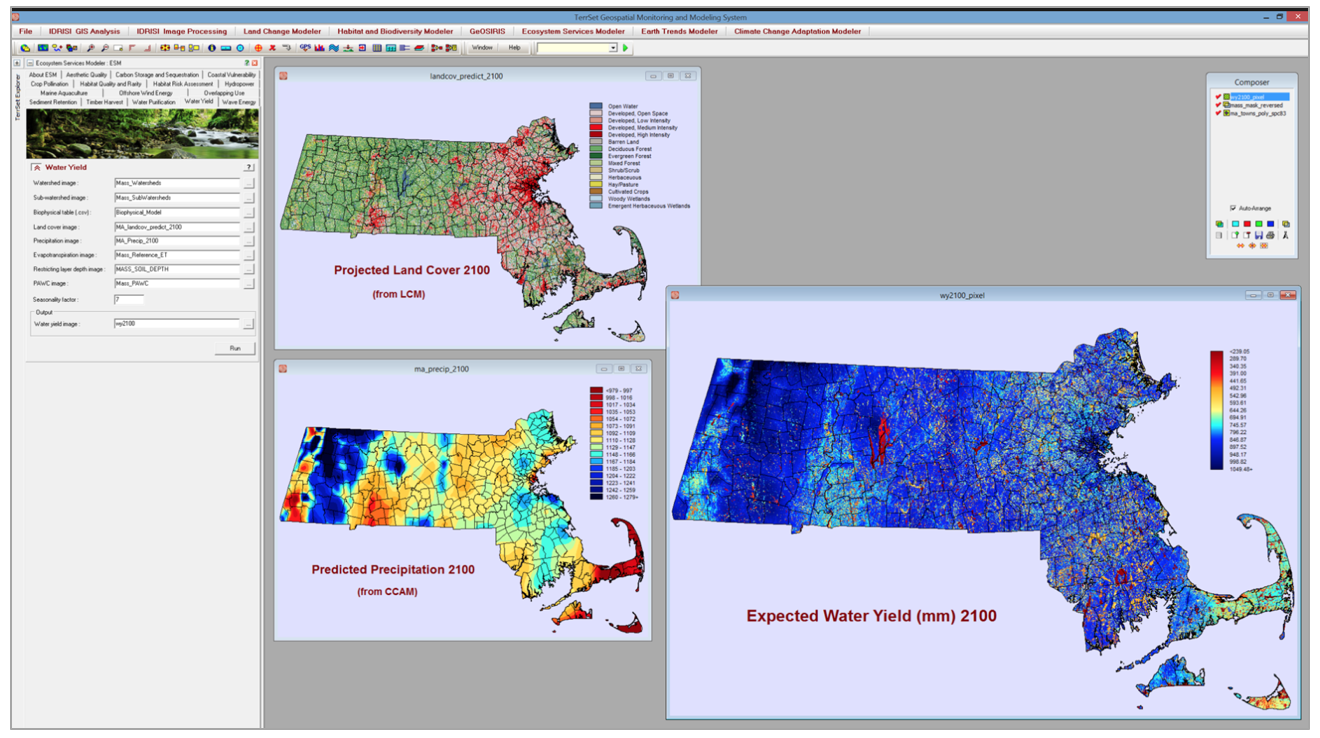 TerrSet Geospatial Monitoring and Modeling System
File IDRISI GIS Analysis IDRISI Image Processing Land Change Modeler Habitat and Biodiversity Modeler GeOSIRIS Ecosystem Services Modeler Earth Trends Modeler Climate Change Adaptation Modeler
Window Help
TerrSet Explorer
Ecosystem Services Modeler : ESM
About ESM Aesthetic Quality Carbon Storage and Sequestration Coastal Vulnerability
Crop Pollination Habitat Quality and Rarity Habitat Risk Assessment Hydropower
Marine Aquaculture Offshore Wind Energy Overlapping Use
Sediment Retention Timber Harvest Water Purification Water Yield Wave Energy
Water Yield ?
Watershed image : Mass_Watersheds ...
Sub-watershed image : Mass_SubWatersheds ...
Biophysical table (.csv) : Biophysical_Model ...
Land cover image : MA_landcov_predict_2100 ...
Precipitation image : MA_Precip_2100 ...
Evapotranspiration image : Mass_Reference_ET ...
Restricting layer depth image : MASS_SOIL_DEPTH ...
PAWC image : Mass_PAWC ...
Seasonality factor : 7
Output
Water yield image : wy2100 ...
Run
landcov_predict_2100
Open Water
Developed, Open Space
Developed, Low Intensity
Developed, Medium Intensity
Developed, High Intensity
Barren Land
Deciduous Forest
Evergreen Forest
Mixed Forest
Shrub/Scrub
Herbaceous
Hay/Pasture
Cultivated Crops
Woody Wetlands
Emergent Herbaceous Wetlands
Projected Land Cover 2100
(from LCM)
ma_precip_2100
<979 - 997
998 - 1016
1017 - 1034
1035 - 1053
1054 - 1072
1073 - 1091
1092 - 1109
1110 - 1128
1129 - 1147
1148 - 1166
1167 - 1184
1185 - 1203
1204 - 1222
1223 - 1241
1242 - 1259
1260 - 1279+
Predicted Precipitation 2100
(from CCAM)
Composer
wy2100_pixel
mass_mask_reversed
ma_towns_poly_spc83
Auto-Arrange
wy2100_pixel
<239.05
289.70
340.35
391.00
441.65
492.31
542.96
593.61
644.26
694.91
745.57
796.22
846.87
897.52
948.17
998.82
1049.48+
Expected Water Yield (mm) 2100